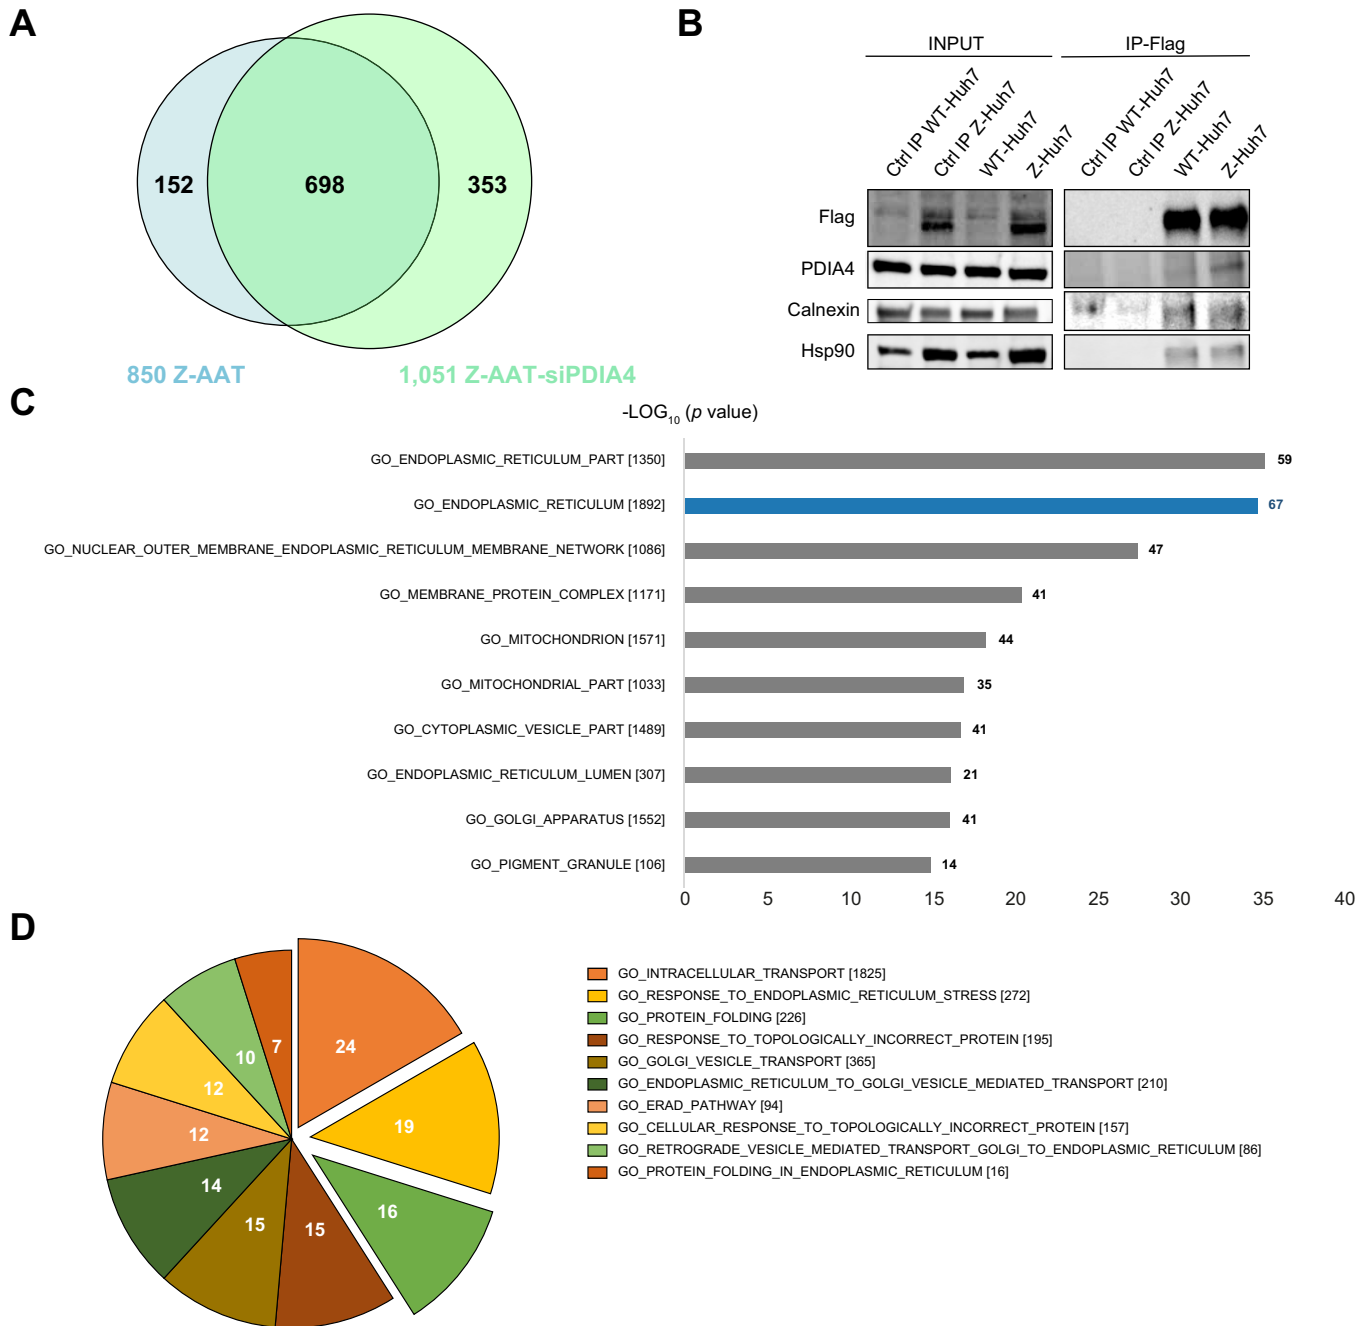 A
152
698
353
850 Z-AAT
1,051 Z-AAT-siPDIA4
B
INPUT
IP-Flag
Ctrl IP WT-Huh7
Ctrl IP Z-Huh7
WT-Huh7
Z-Huh7
Ctrl IP WT-Huh7
Ctrl IP Z-Huh7
WT-Huh7
Z-Huh7
Flag
PDIA4
Calnexin
Hsp90
C
-LOG10 (p value)
GO_ENDOPLASMIC_RETICULUM_PART [1350] 59
GO_ENDOPLASMIC_RETICULUM [1892] 67
GO_NUCLEAR_OUTER_MEMBRANE_ENDOPLASMIC_RETICULUM_MEMBRANE_NETWORK [1086] 47
GO_MEMBRANE_PROTEIN_COMPLEX [1171] 41
GO_MITOCHONDRION [1571] 44
GO_MITOCHONDRIAL_PART [1033] 35
GO_CYTOPLASMIC_VESICLE_PART [1489] 41
GO_ENDOPLASMIC_RETICULUM_LUMEN [307] 21
GO_GOLGI_APPARATUS [1552] 41
GO_PIGMENT_GRANULE [106] 14
0 5 10 15 20 25 30 35 40
D
24
19
16
15
15
14
12
12
10
7
GO_INTRACELLULAR_TRANSPORT [1825]
GO_RESPONSE_TO_ENDOPLASMIC_RETICULUM_STRESS [272]
GO_PROTEIN_FOLDING [226]
GO_RESPONSE_TO_TOPOLOGICALLY_INCORRECT_PROTEIN [195]
GO_GOLGI_VESICLE_TRANSPORT [365]
GO_ENDOPLASMIC_RETICULUM_TO_GOLGI_VESICLE_MEDIATED_TRANSPORT [210]
GO_ERAD_PATHWAY [94]
GO_CELLULAR_RESPONSE_TO_TOPOLOGICALLY_INCORRECT_PROTEIN [157]
GO_RETROGRADE_VESICLE_MEDIATED_TRANSPORT_GOLGI_TO_ENDOPLASMIC_RETICULUM [86]
GO_PROTEIN_FOLDING_IN_ENDOPLASMIC_RETICULUM [16]